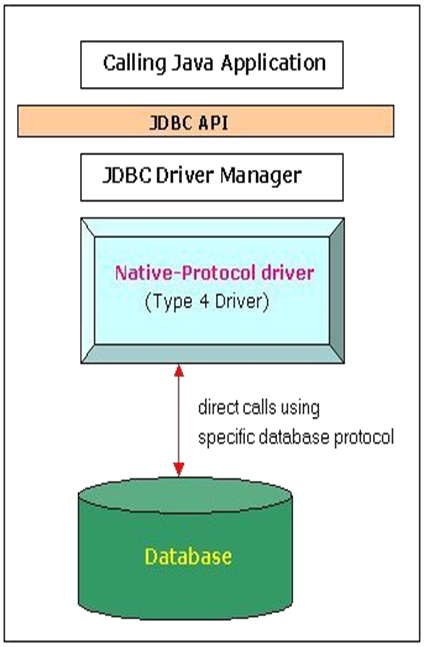 Calling Java Application
JDBC API
JDBC Driver Manager
Native-Protocol driver
(Type 4 Driver)
direct calls using
specific database protocol
Database